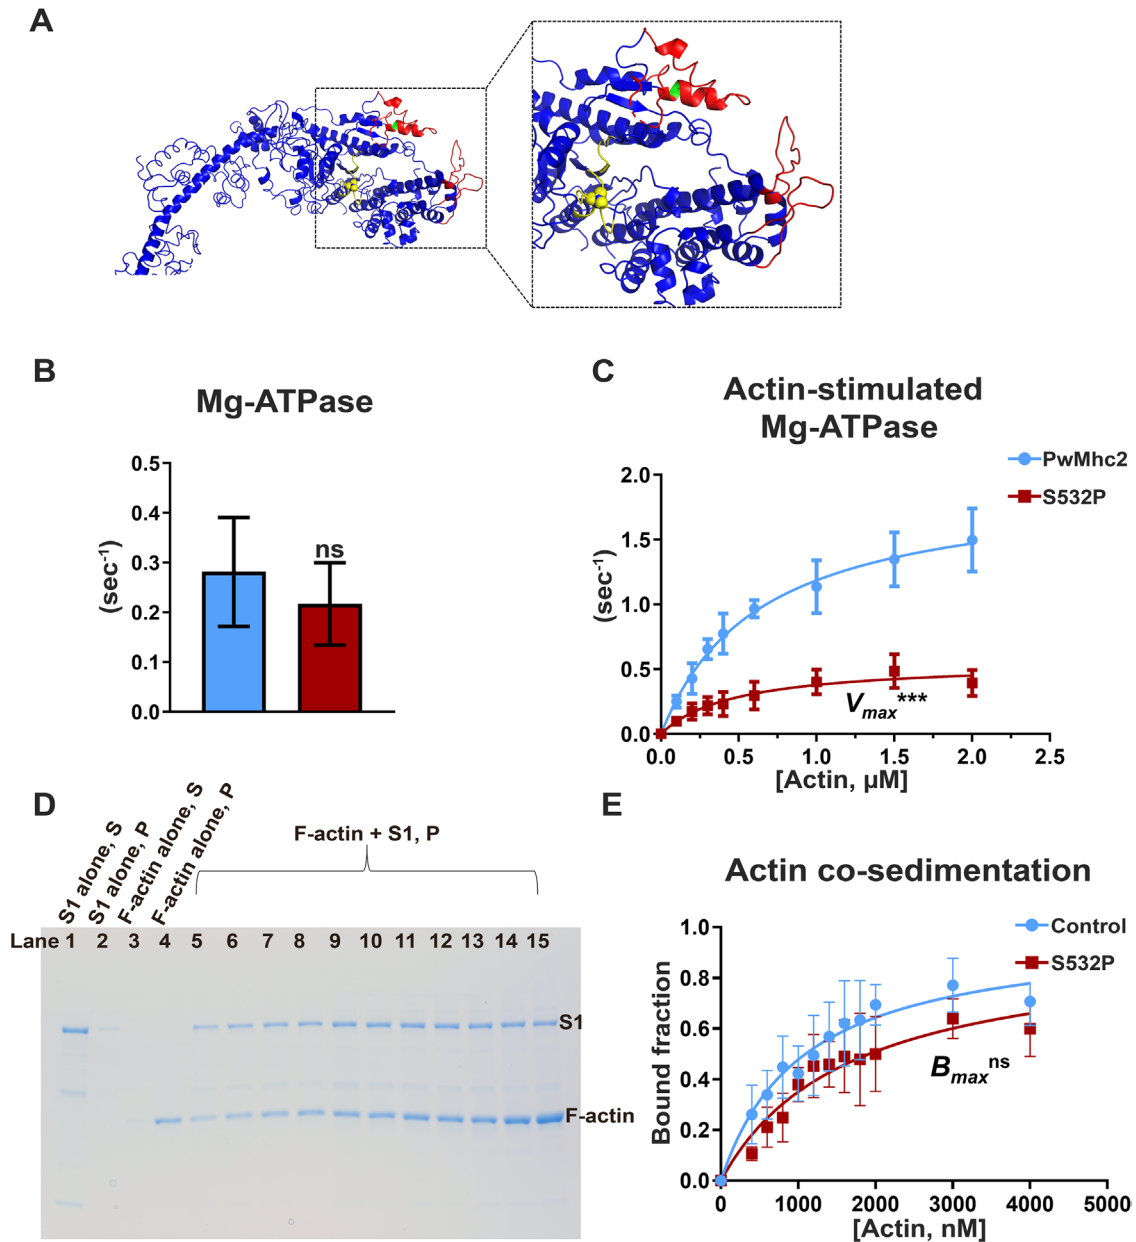 A
B
Mg-ATPase
(sec-1)
0.5
0.4
0.3
0.2
0.1
0.0
ns
C
Actin-stimulated
Mg-ATPase
(sec-1)
2.0
1.5
1.0
0.5
0.0
0.0 0.5 1.0 1.5 2.0 2.5
[Actin, µM]
Vmax***
PwMhc2
S532P
D
S1 alone, S
S1 alone, P
F-actin alone, S
F-actin alone, P
F-actin + S1, P
Lane 1 2 3 4 5 6 7 8 9 10 11 12 13 14 15
S1
F-actin
E
Actin co-sedimentation
Bound fraction
1.0
0.8
0.6
0.4
0.2
0.0
0 1000 2000 3000 4000 5000
[Actin, nM]
Bmax ns
Control
S532P